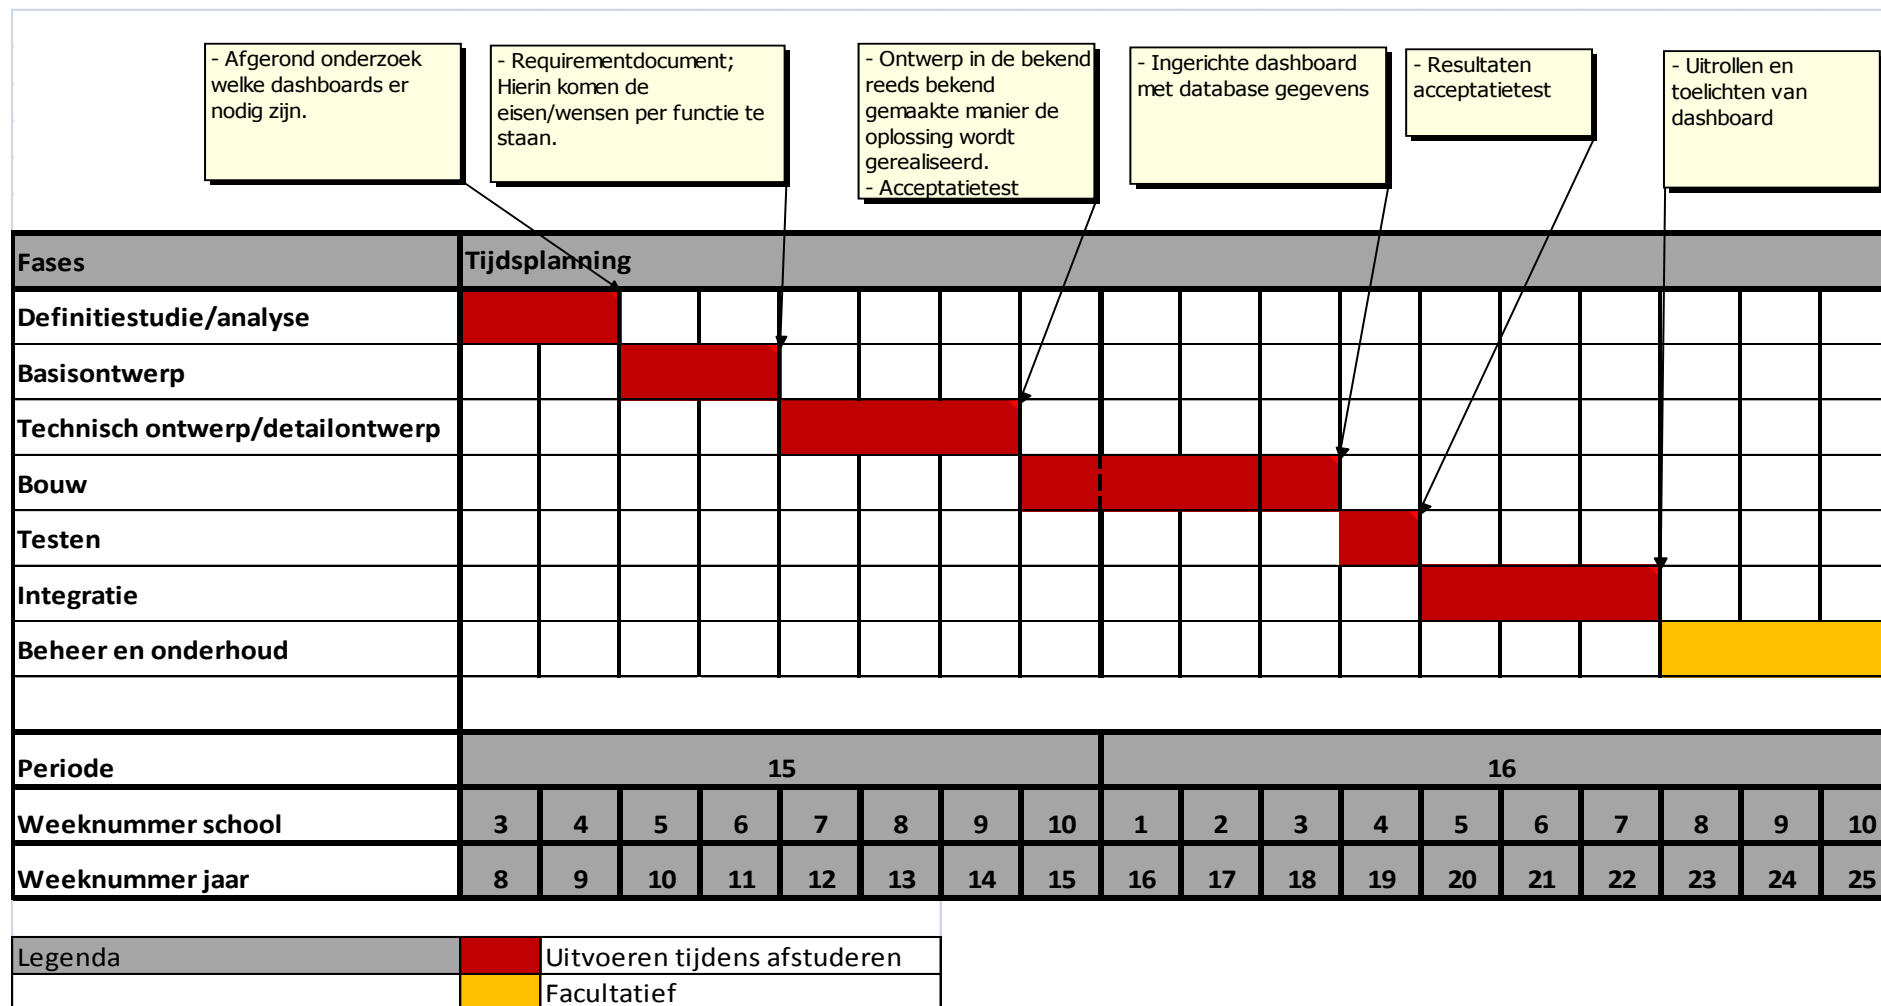 - Afgerond onderzoek
welke dashboards er
nodig zijn.
- Requirementdocument;
Hierin komen de
eisen/wensen per functie te
staan.
- Ontwerp in de bekend
reeds bekend
gemaakte manier de
oplossing wordt
gerealiseerd.
- Acceptatietest
- Ingerichte dashboard
met database gegevens
- Resultaten
acceptatietest
- Uitrollen en
toelichten van
dashboard
Fases Tijdsplanning
Definitiestudie/analyse
Basisontwerp
Technisch ontwerp/detailontwerp
Bouw
Testen
Integratie
Beheer en onderhoud
Periode 15 16
Weeknummer school 3 4 5 6 7 8 9 10 1 2 3 4 5 6 7 8 9 10
Weeknummer jaar 8 9 10 11 12 13 14 15 16 17 18 19 20 21 22 23 24 25
Legenda Uitvoeren tijdens afstuderen
Facultatief